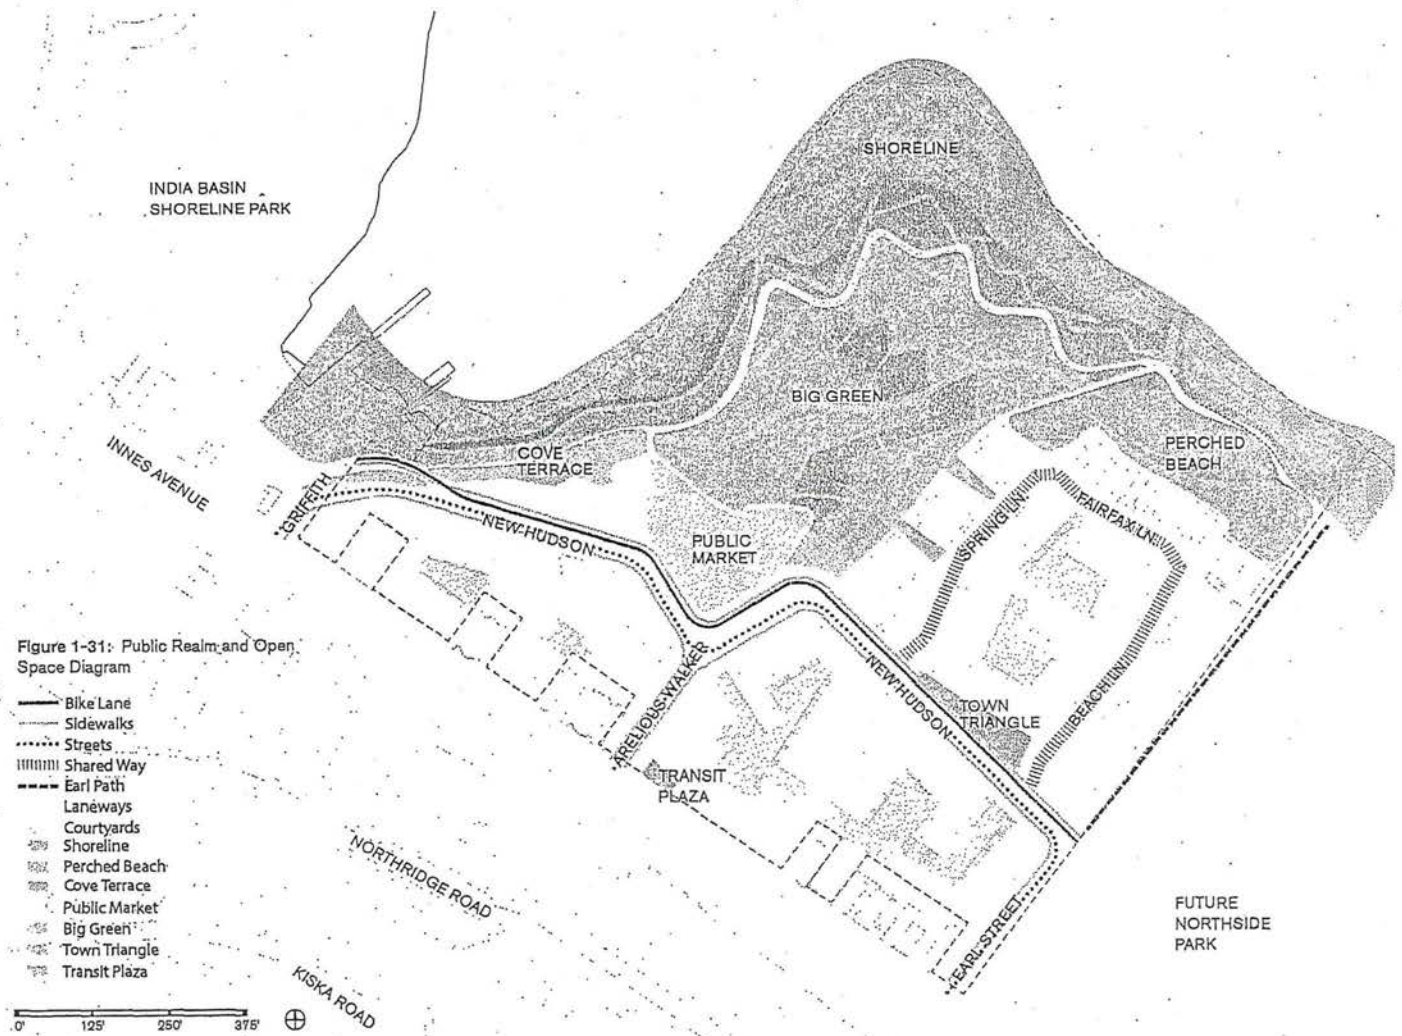 SHORELINE
INDIA BASIN
SHORELINE PARK
BIG GREEN
INNES AVENUE
COVE
TERRACE
PERCHED
BEACH
GRIFFITH
NEW HUDSON
PUBLIC
MARKET
SPRING LN
FAIRFAX LN
Figure 1-31: Public Realm and Open
Space Diagram
Bike Lane
Sidewalks
Streets
Shared Way
Earl Path
Laneways
Courtyards
Shoreline
Perched Beach
Cove Terrace
Public Market
Big Green
Town Triangle
Transit Plaza
ARELIOUS-WALKER
NEW HUDSON
TOWN
TRIANGLE
BEACH LN
TRANSIT
PLAZA
NORTHRIDGE ROAD
EARL STREET
FUTURE
NORTHSIDE
PARK
KISKA ROAD
0' 125' 250' 375'